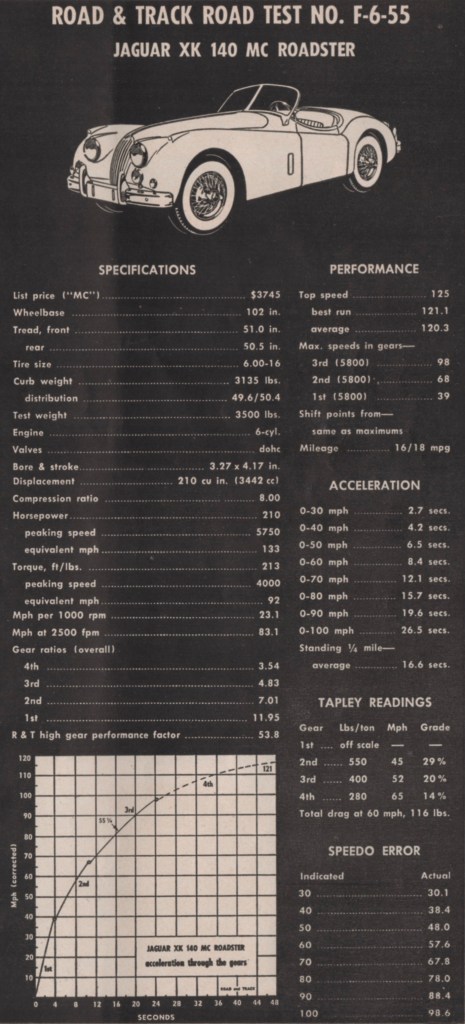 ROAD & TRACK ROAD TEST NO. F-6-55
JAGUAR XK 140 MC ROADSTER
SPECIFICATIONS
List price ("MC") $3745
Wheelbase 102 in.
Tread, front 51.0 in.
rear 50.5 in.
Tire size 6.00-16
Curb weight 3135 lbs.
distribution 49.6/50.4
Test weight 3500 lbs.
Engine 6-cyl.
Valves dohc
Bore & stroke 3.27 x 4.17 in.
Displacement 210 cu in. (3442 cc)
Compression ratio 8.00
Horsepower 210
peaking speed 5750
equivalent mph 133
Torque, ft/lbs. 213
peaking speed 4000
equivalent mph 92
Mph per 1000 rpm 23.1
Mph at 2500 fpm 83.1
Gear ratios (overall)
4th 3.54
3rd 4.83
2nd 7.01
1st 11.95
R & T high gear performance factor 53.8
PERFORMANCE
Top speed 125
best run 121.1
average 120.3
Max. speeds in gears—
3rd (5800) 98
2nd (5800) 68
1st (5800) 39
Shift points from—
same as maximums
Mileage 16/18 mpg
ACCELERATION
0-30 mph 2.7 secs.
0-40 mph 4.2 secs.
0-50 mph 6.5 secs.
0-60 mph 8.4 secs.
0-70 mph 12.1 secs.
0-80 mph 15.7 secs.
0-90 mph 19.6 secs.
0-100 mph 26.5 secs.
Standing ¼ mile—
average 16.6 secs.
TAPLEY READINGS
Gear Lbs/ton Mph Grade
1st off scale — —
2nd 550 45 29%
3rd 400 52 20%
4th 280 65 14%
Total drag at 60 mph, 116 lbs.
SPEEDO ERROR
Indicated Actual
30 30.1
40 38.4
50 48.0
60 57.6
70 67.8
80 78.0
90 88.4
100 98.6
Mph (corrected)
120
110
100
90
80
70
60
50
40
30
20
10
1st
2nd
3rd
4th
121
JAGUAR XK 140 MC ROADSTER
acceleration through the gears
ROAD and TRACK
0 4 8 12 16 20 24 28 32 36 40 44 48
SECONDS